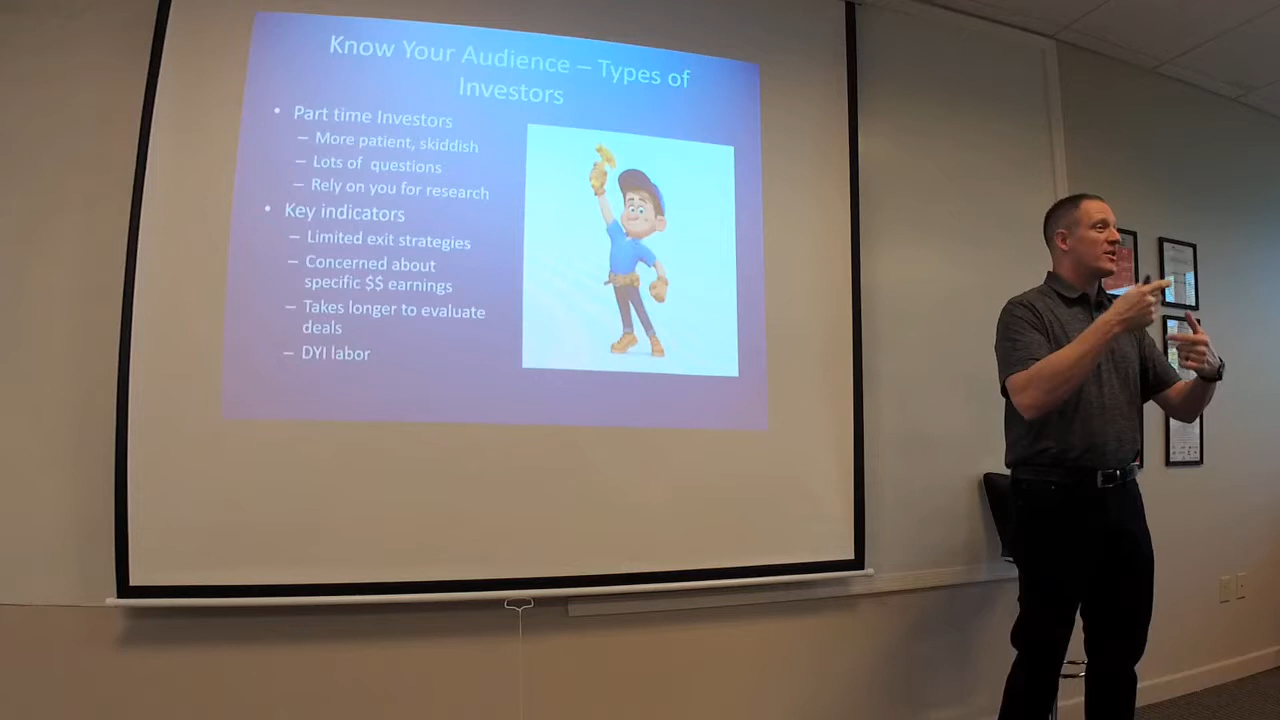 Know Your Audience – Types of
Investors
• Part time Investors
– More patient, skiddish
– Lots of questions
– Rely on you for research
• Key indicators
– Limited exit strategies
– Concerned about
specific $$ earnings
– Takes longer to evaluate
deals
– DYI labor